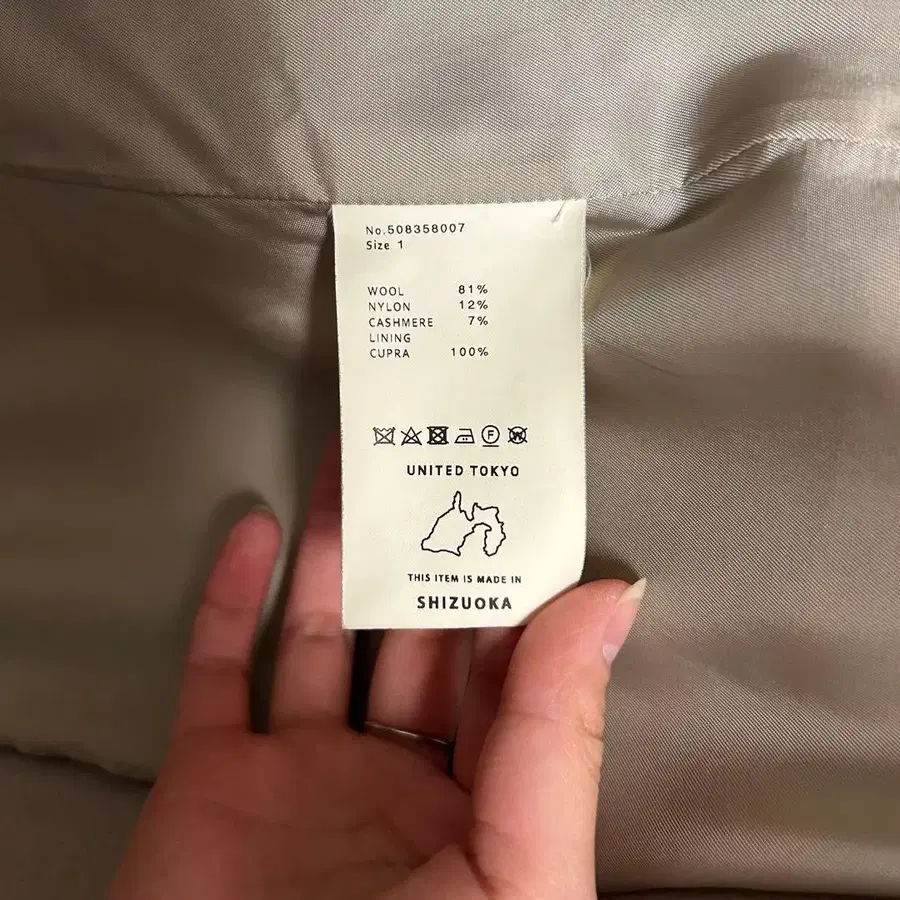 No.508358007
Size 1
WOOL 81%
NYLON 12%
CASHMERE 7%
LINING
CUPRA 100%
F W
UNITED TOKYO
THIS ITEM IS MADE IN
SHIZUOKA